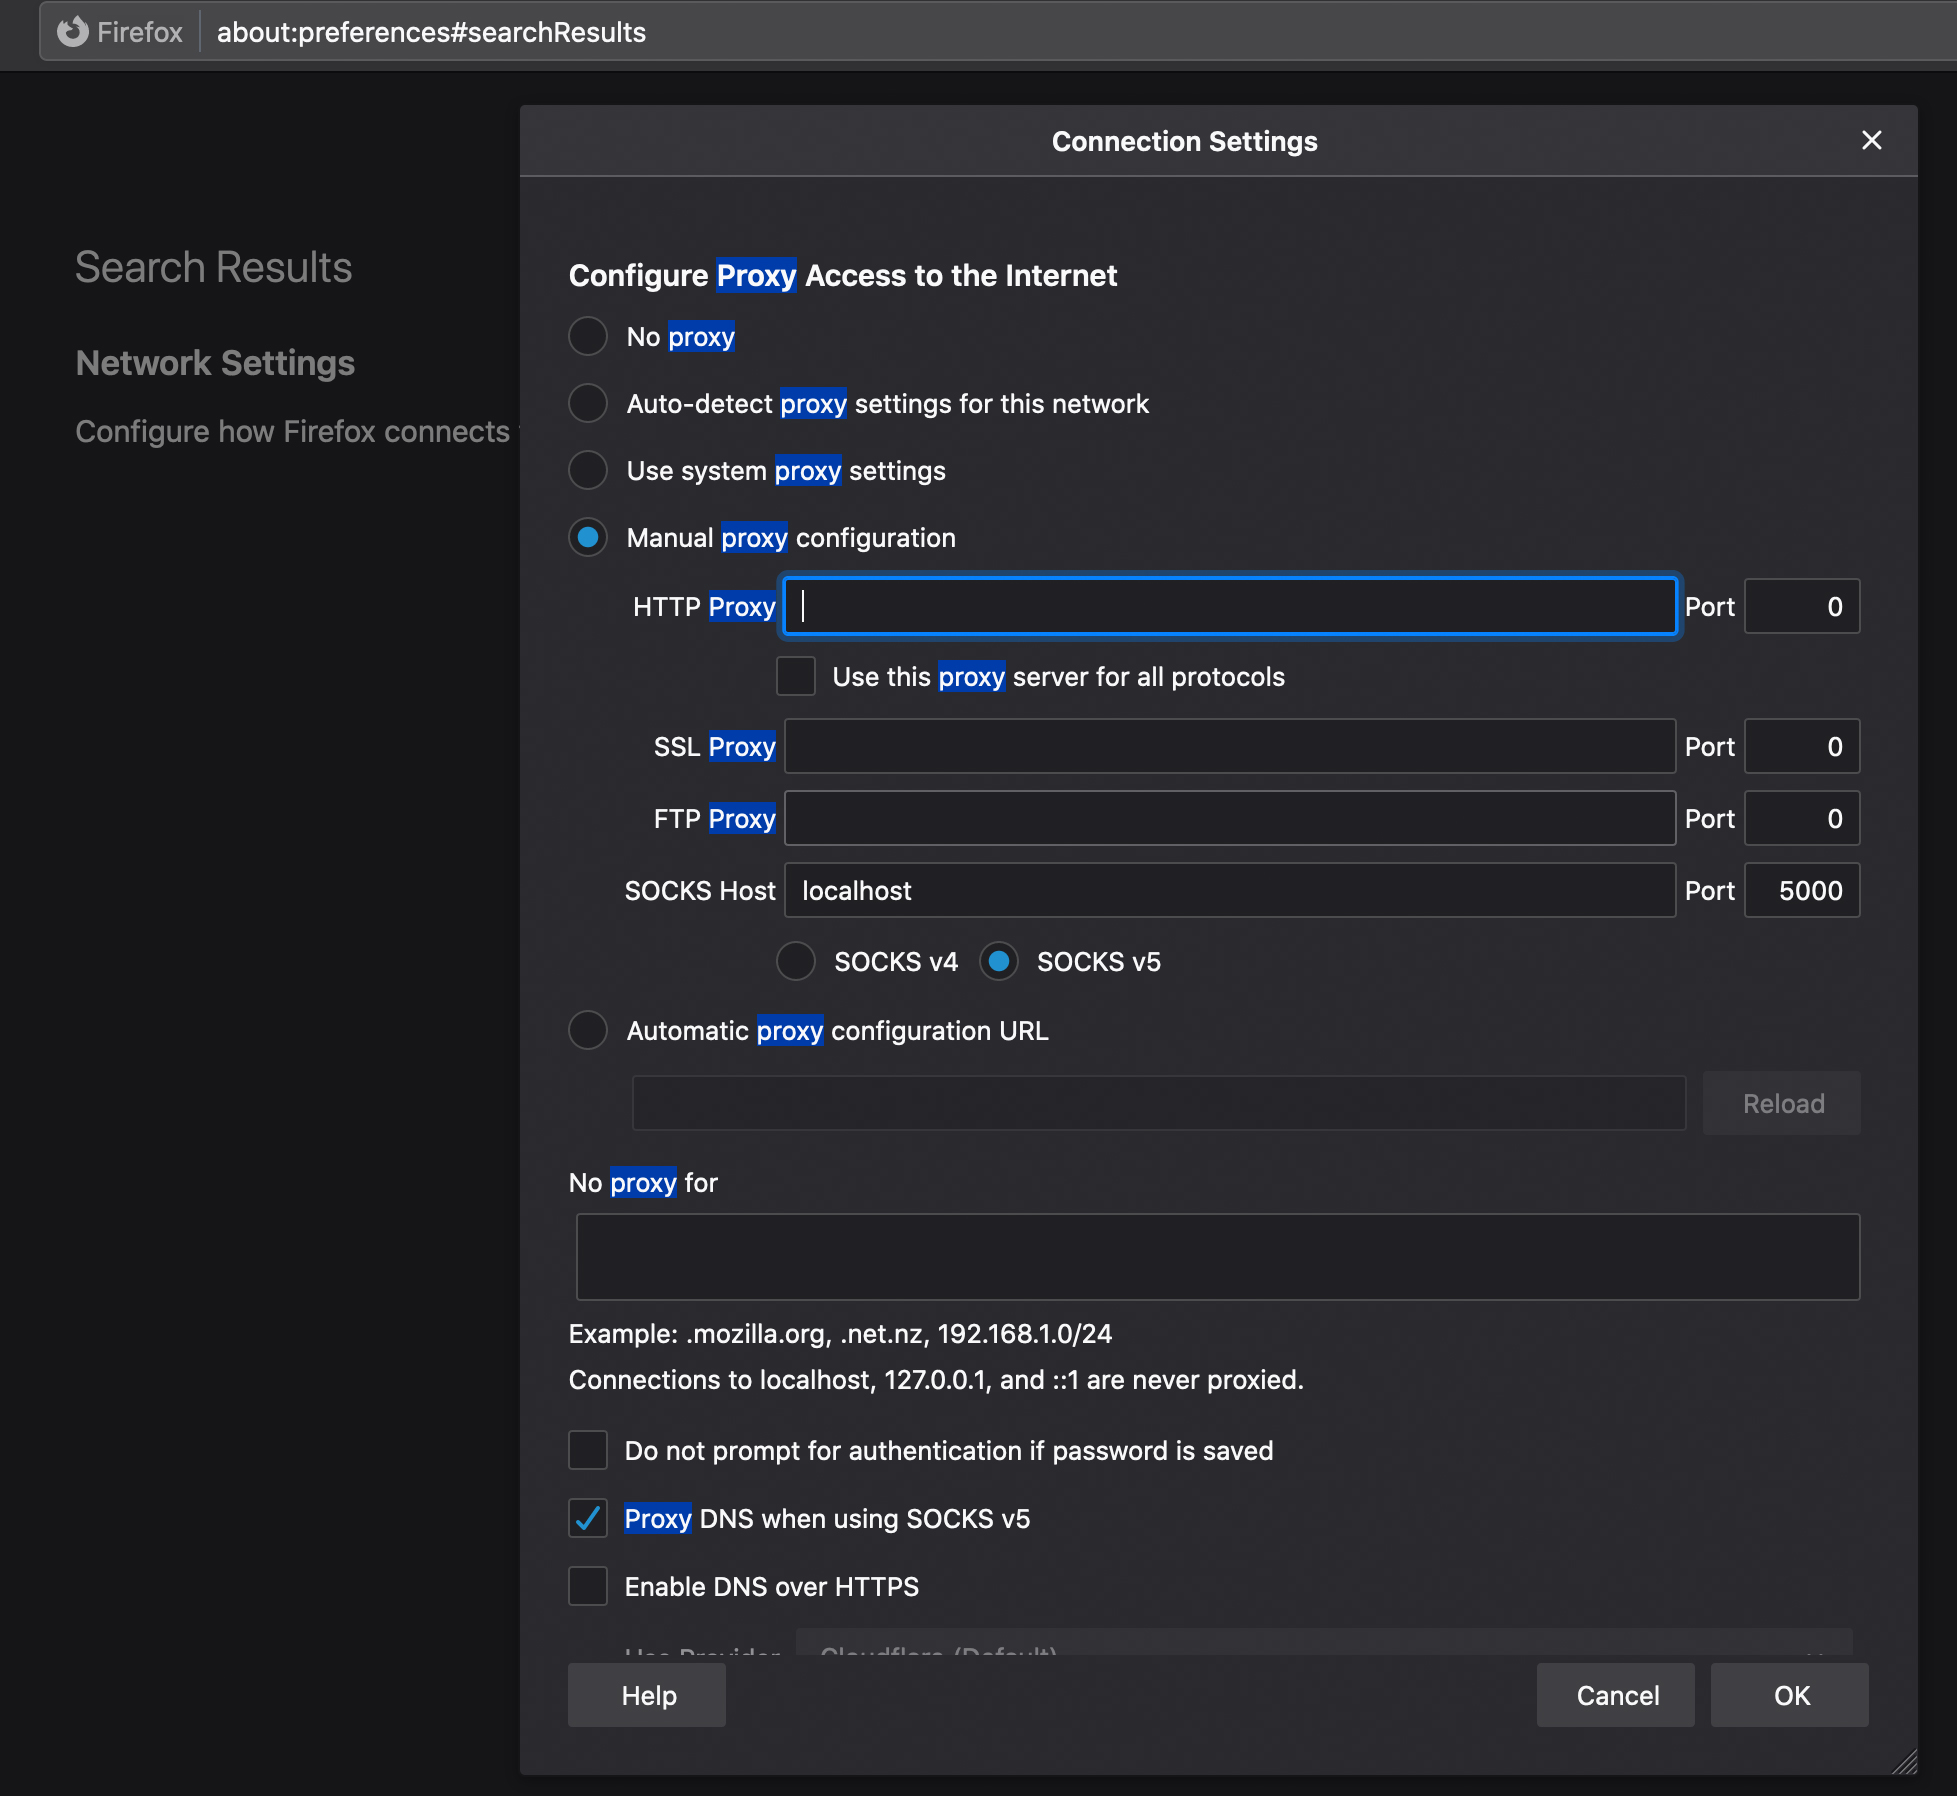 Firefox about:preferences#searchResults
Connection Settings
Search Results
Network Settings
Configure how Firefox connects
Configure Proxy Access to the Internet
No proxy
Auto-detect proxy settings for this network
Use system proxy settings
Manual proxy configuration
HTTP Proxy Port 0
Use this proxy server for all protocols
SSL Proxy Port 0
FTP Proxy Port 0
SOCKS Host localhost Port 5000
SOCKS v4 SOCKS v5
Automatic proxy configuration URL
Reload
No proxy for
Example: .mozilla.org, .net.nz, 192.168.1.0/24
Connections to localhost, 127.0.0.1, and ::1 are never proxied.
Do not prompt for authentication if password is saved
Proxy DNS when using SOCKS v5
Enable DNS over HTTPS
Use Provider Cloudflare (Default)
Help Cancel OK